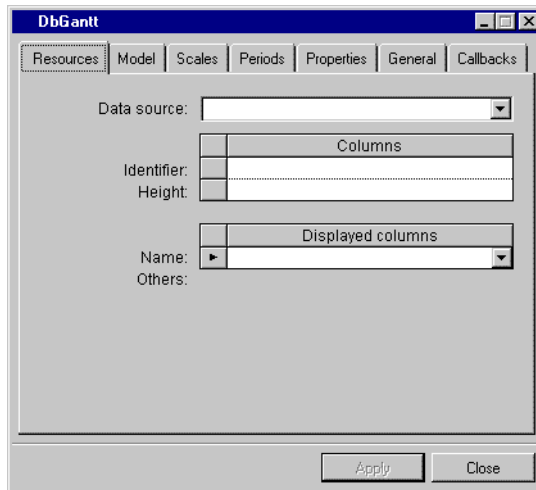 DbGantt
Resources Model Scales Periods Properties General Callbacks
Data source:
Columns
Identifier:
Height:
Displayed columns
Name:
Others:
Apply Close